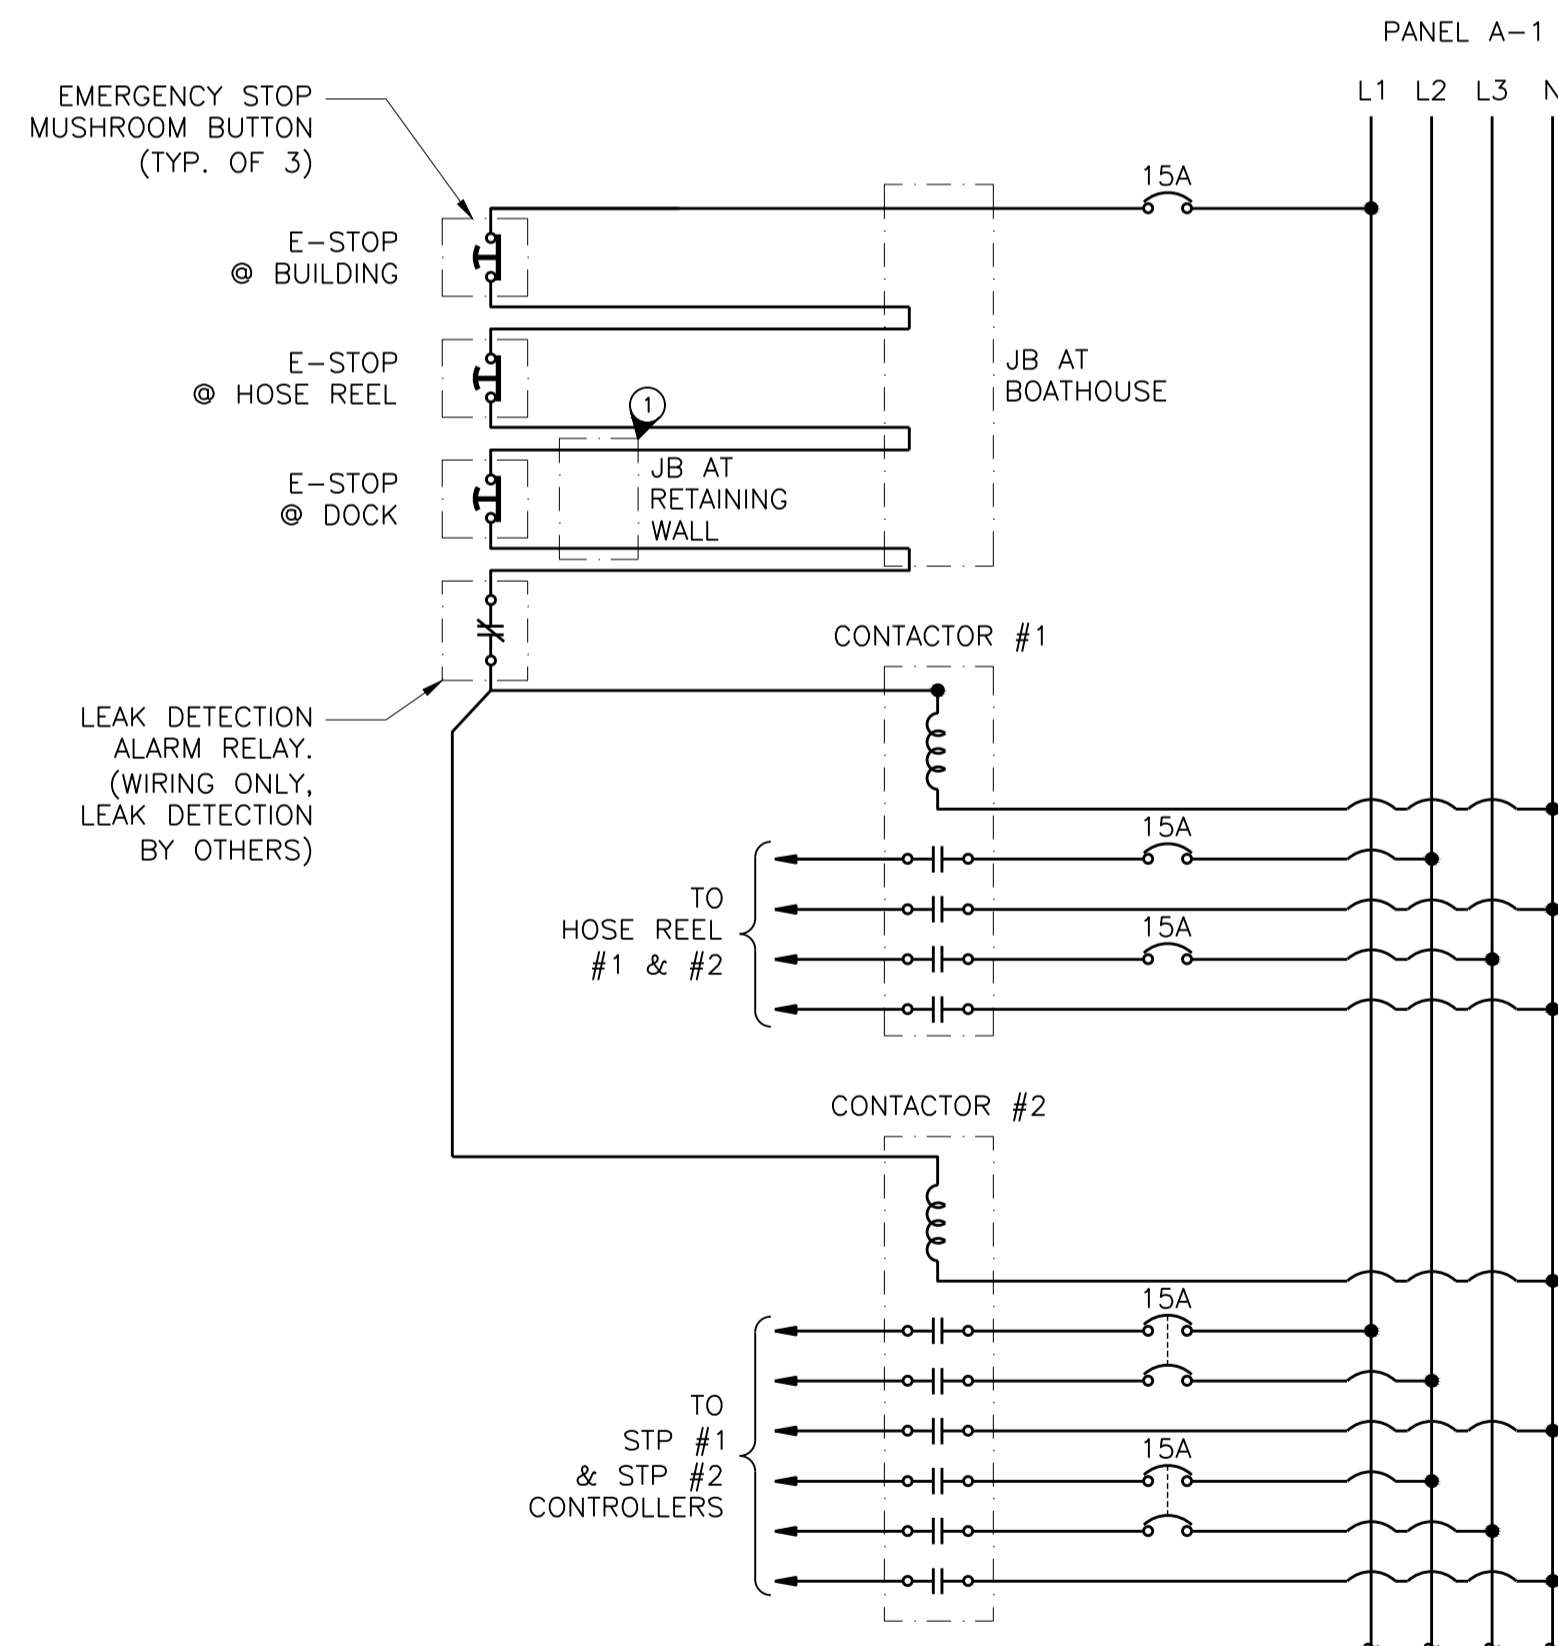 PANEL A-1
L1 L2 L3 N
EMERGENCY STOP
MUSHROOM BUTTON
(TYP. OF 3)
15A
E-STOP
@ BUILDING
E-STOP
@ HOSE REEL
1
JB AT
BOATHOUSE
JB AT
RETAINING
WALL
E-STOP
@ DOCK
CONTACTOR #1
LEAK DETECTION
ALARM RELAY.
(WIRING ONLY,
LEAK DETECTION
BY OTHERS)
15A
TO
HOSE REEL
#1 & #2
15A
CONTACTOR #2
15A
TO
STP #1
& STP #2
CONTROLLERS
15A